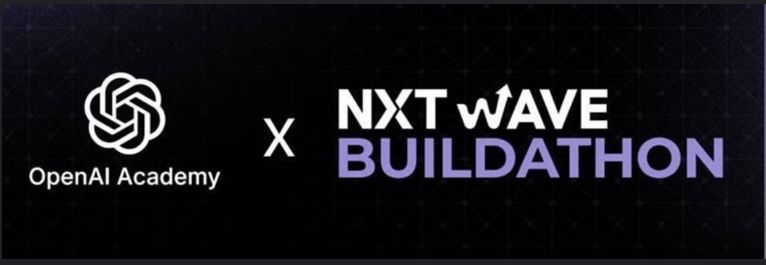 OpenAI Academy
X
NXT WAVE
BUILDATHON